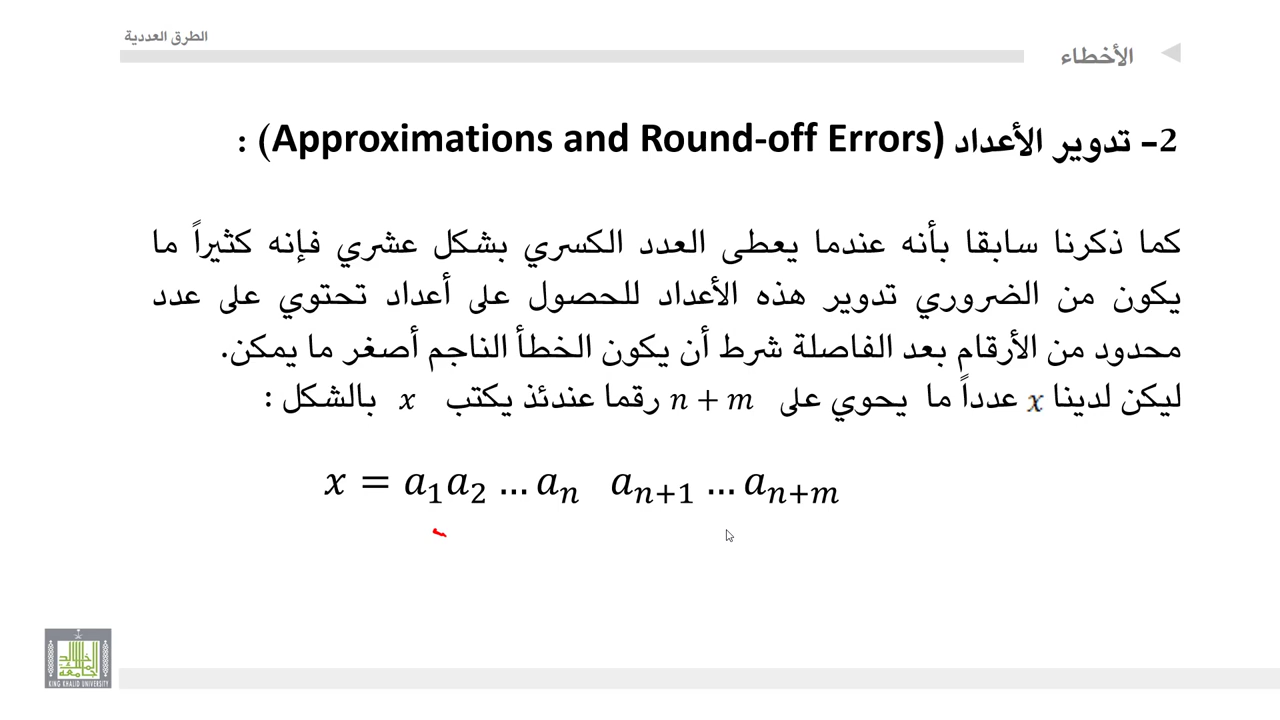 الطرق العددية
الأخطاء
2- تدوير الأعداد (Approximations and Round-off Errors) :
كما ذكرنا سابقا بأنه عندما يعطى العدد الكسري بشكل عشري فإنه كثيراً ما
يكون من الضروري تدوير هذه الأعداد للحصول على أعداد تحتوي على عدد
محدود من الأرقام بعد الفاصلة شرط أن يكون الخطأ الناجم أصغر ما يمكن.
ليكن لدينا x عدداً ما يحوي على n + m رقما عندئذ يكتب x بالشكل :
x = a₁a₂ … aₙ aₙ₊₁ … aₙ₊ₘ
KING KHALID UNIVERSITY